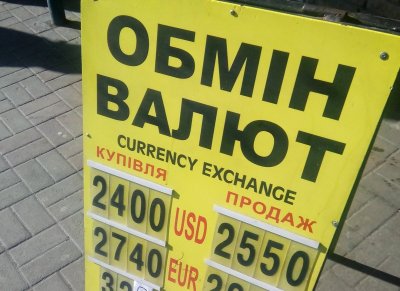 ОБМІН
ВАЛЮТ
CURRENCY EXCHANGE
КУПІВЛЯ ПРОДАЖ
2400 USD 2550
2740 EUR